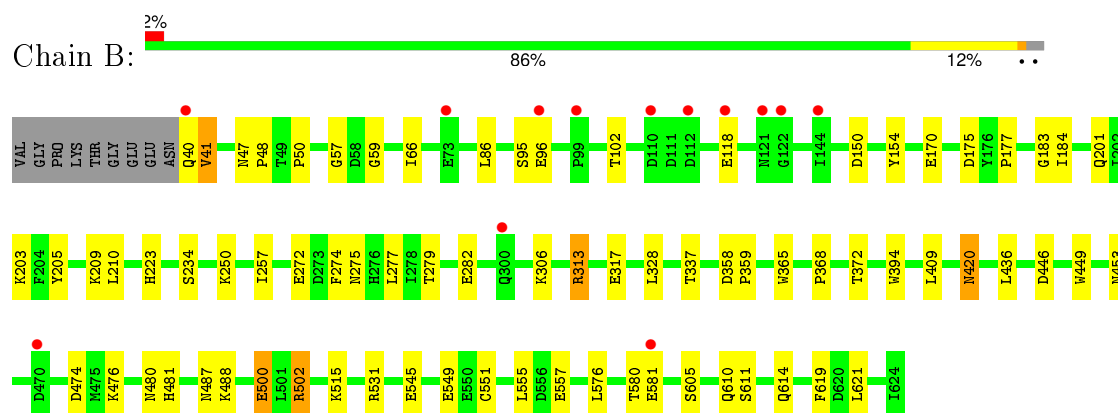 2%
Chain B:
86% 12% • •
VAL GLY PRO LYS THR GLY GLU GLU ASN Q40 V41 N47 P48 T49 P50 G57 D58 G59 I66 E73 L86 S95 E96 P99 T102 D110 D111 D112 E118 N121 G122 I144 D150 Y154 E170 D175 Y176 P177 G183 I184 Q201
K203 F204 Y205 K209 L210 H223 S234 K250 I257 E272 D273 F274 N275 H276 L277 I278 T279 E282 Q300 K306 R313 E317 L328 T337 D358 P359 W365 P368 T372 W394 L409 N420 L436 D446 W449
D470 D474 M475 K476 N480 H481 N487 K488 E500 L501 R502 K515 R531 E545 E549 E550 C551 L555 D556 E557 L576 T580 E581 S605 Q610 S611 Q614 F619 D620 L621 I624